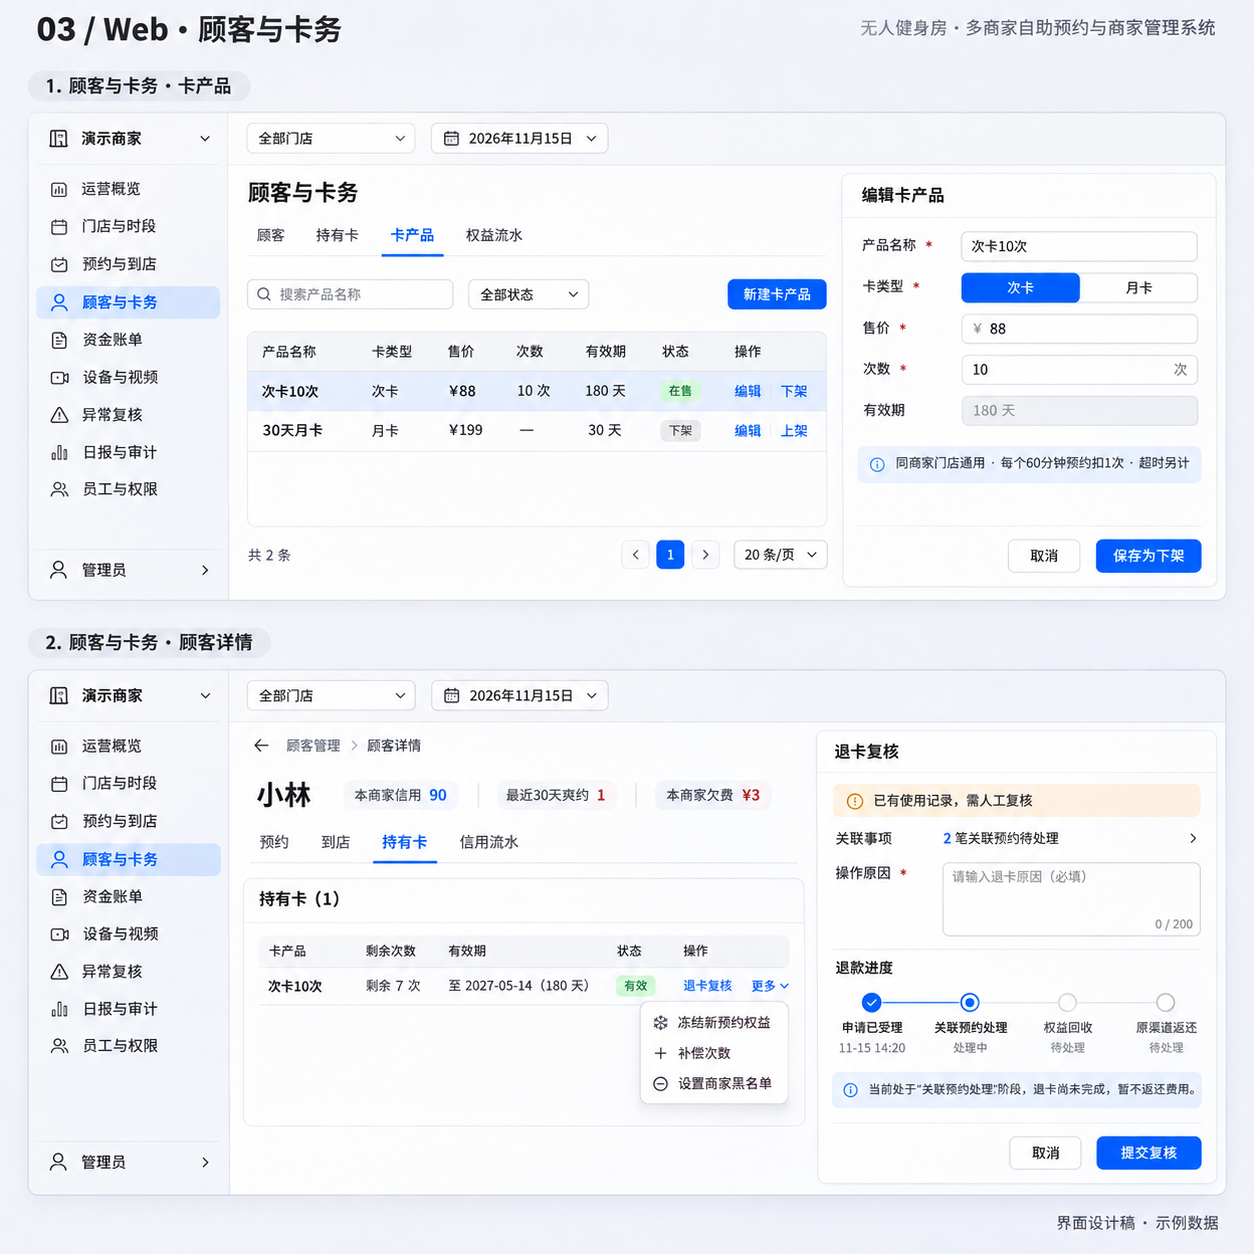 03 / Web · 顾客与卡务
无人健身房 · 多商家自助预约与商家管理系统
1. 顾客与卡务 · 卡产品
演示商家
全部门店
2026年11月15日
运营概览
门店与时段
预约与到店
顾客与卡务
资金账单
设备与视频
异常复核
日报与审计
员工与权限
管理员
顾客与卡务
顾客 持有卡 卡产品 权益流水
搜索产品名称
全部状态
新建卡产品
产品名称 卡类型 售价 次数 有效期 状态 操作
次卡10次 次卡 ¥88 10 次 180 天 在售 编辑 下架
30天月卡 月卡 ¥199 — 30 天 下架 编辑 上架
共 2 条
1
20 条/页
编辑卡产品
产品名称 * 次卡10次
卡类型 * 次卡 月卡
售价 * ¥ 88
次数 * 10 次
有效期 180 天
同商家门店通用 · 每个60分钟预约扣1次 · 超时另计
取消 保存为下架
2. 顾客与卡务 · 顾客详情
演示商家
全部门店
2026年11月15日
运营概览
门店与时段
预约与到店
顾客与卡务
资金账单
设备与视频
异常复核
日报与审计
员工与权限
管理员
顾客管理 > 顾客详情
小林 本商家信用 90 最近30天爽约 1 本商家欠费 ¥3
预约 到店 持有卡 信用流水
持有卡（1）
卡产品 剩余次数 有效期 状态 操作
次卡10次 剩余 7 次 至 2027-05-14（180 天） 有效 退卡复核 更多
冻结新预约权益
补偿次数
设置商家黑名单
退卡复核
已有使用记录，需人工复核
关联事项 2 笔关联预约待处理
操作原因 * 请输入退卡原因（必填）
0 / 200
退款进度
申请已受理 关联预约处理 权益回收 原渠道返还
11-15 14:20 处理中 待处理 待处理
当前处于“关联预约处理”阶段，退卡尚未完成，暂不返还费用。
取消 提交复核
界面设计稿 · 示例数据